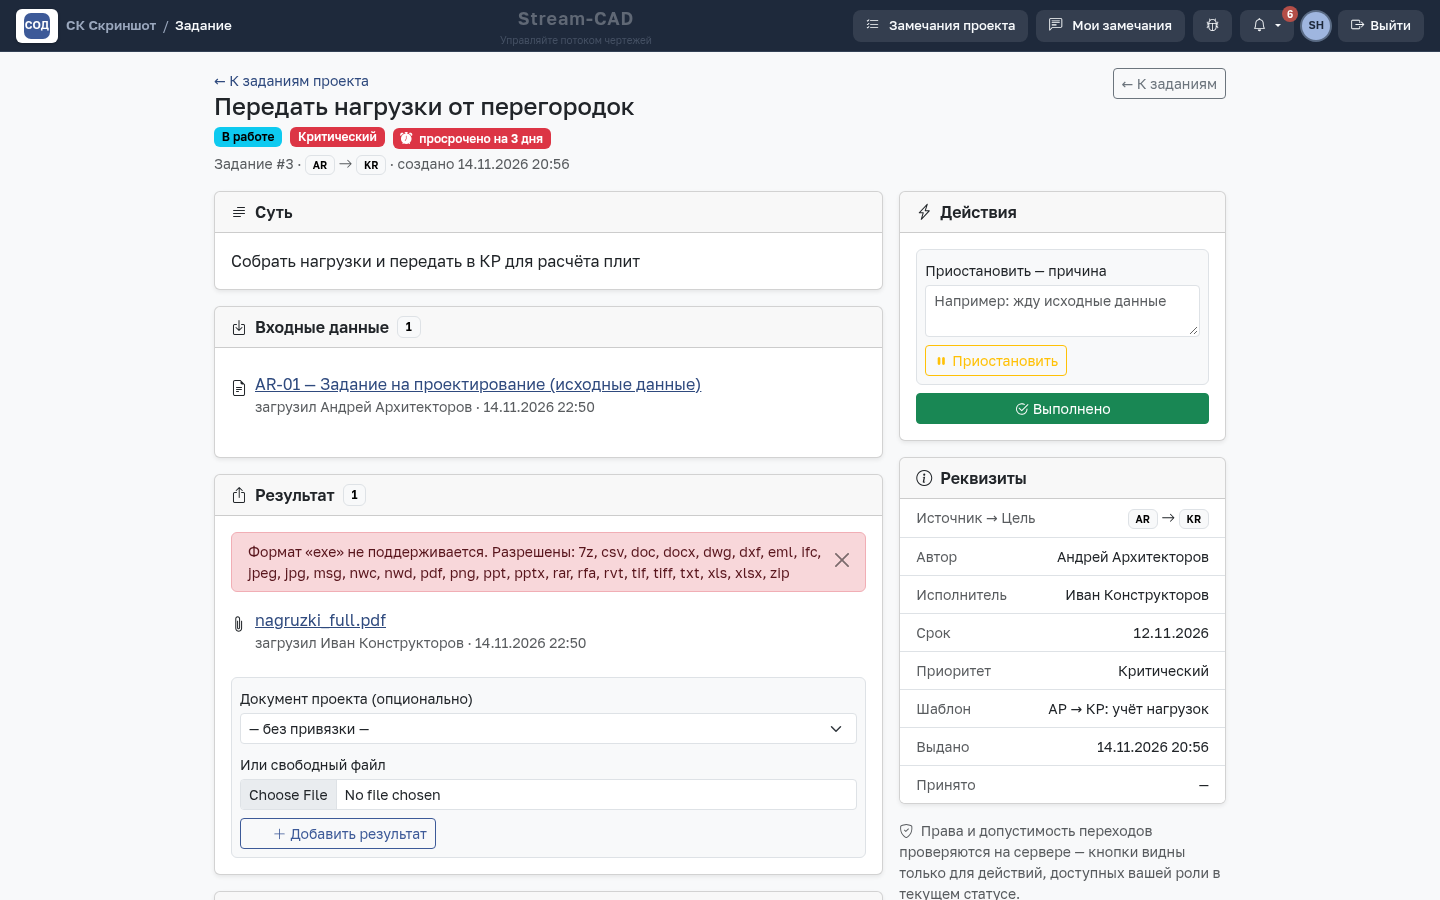 СОД СК Скриншот / Задание
Stream-CAD
Управляйте потоком чертежей
Замечания проекта
Мои замечания
6
SH
Выйти
← К заданиям проекта
← К заданиям
Передать нагрузки от перегородок
В работе Критический просрочено на 3 дня
Задание #3 · AR → KR · создано 14.11.2026 20:56
Суть
Собрать нагрузки и передать в КР для расчёта плит
Входные данные 1
AR-01 — Задание на проектирование (исходные данные)
загрузил Андрей Архитекторов · 14.11.2026 22:50
Результат 1
Формат «exe» не поддерживается. Разрешены: 7z, csv, doc, docx, dwg, dxf, eml, ifc,
jpeg, jpg, msg, nwc, nwd, pdf, png, ppt, pptx, rar, rfa, rvt, tif, tiff, txt, xls, xlsx, zip
nagruzki_full.pdf
загрузил Иван Конструкторов · 14.11.2026 22:50
Документ проекта (опционально)
— без привязки —
Или свободный файл
Choose File No file chosen
+ Добавить результат
Действия
Приостановить — причина
Например: жду исходные данные
Приостановить
Выполнено
Реквизиты
Источник → Цель AR → KR
Автор Андрей Архитекторов
Исполнитель Иван Конструкторов
Срок 12.11.2026
Приоритет Критический
Шаблон АР → КР: учёт нагрузок
Выдано 14.11.2026 20:56
Принято —
Права и допустимость переходов
проверяются на сервере — кнопки видны
только для действий, доступных вашей роли в
текущем статусе.